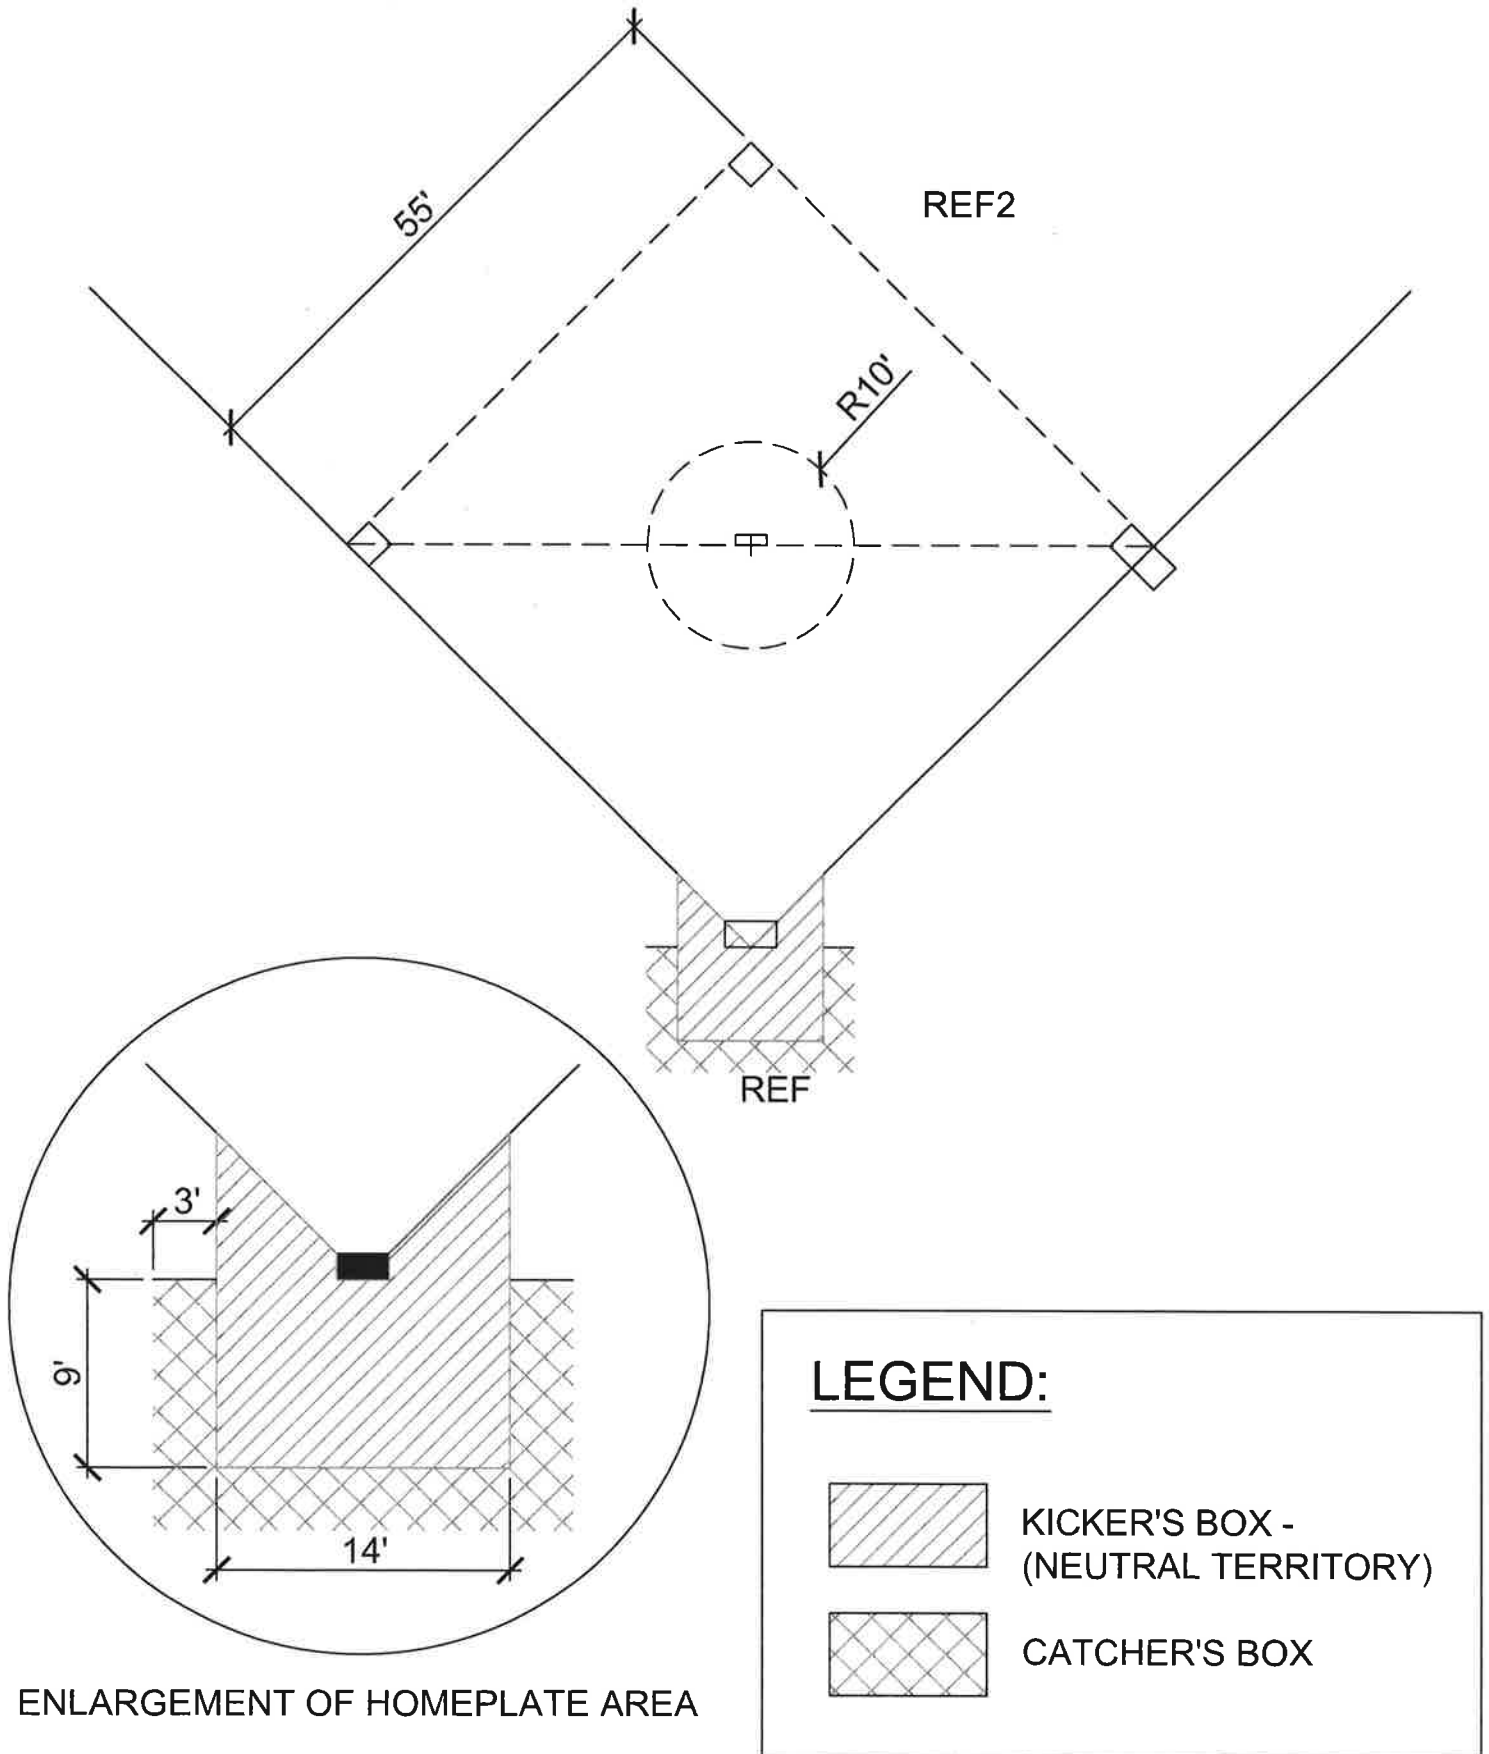 55'
REF2
R10'
REF
3'
9'
14'
ENLARGEMENT OF HOMEPLATE AREA
LEGEND:
KICKER'S BOX -
(NEUTRAL TERRITORY)
CATCHER'S BOX